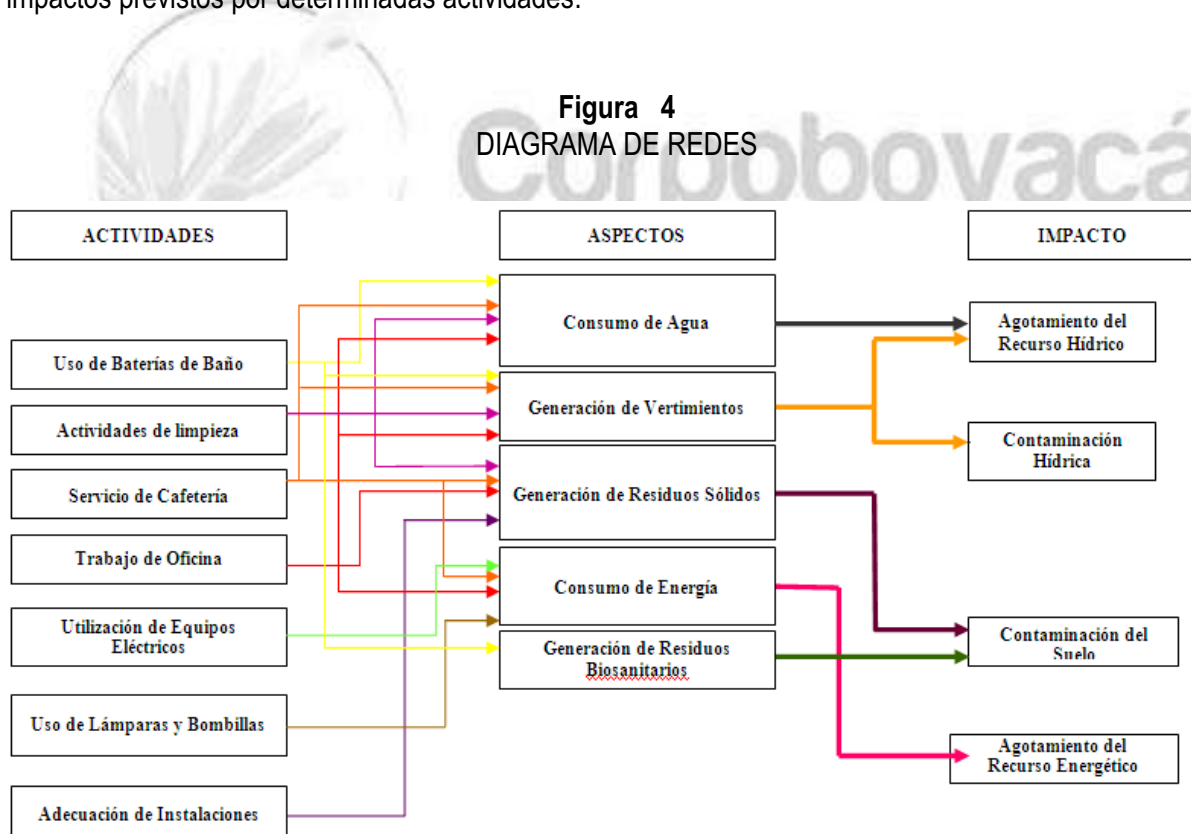 impactos previstos por determinadas actividades.
Figura 4
DIAGRAMA DE REDES
Corpoboyacá
ACTIVIDADES
ASPECTOS
IMPACTO
Uso de Baterías de Baño
Actividades de limpieza
Servicio de Cafetería
Trabajo de Oficina
Utilización de Equipos
Eléctricos
Uso de Lámparas y Bombillas
Adecuación de Instalaciones
Consumo de Agua
Generación de Vertimientos
Generación de Residuos Sólidos
Consumo de Energía
Generación de Residuos
Biosanitarios
Agotamiento del
Recurso Hídrico
Contaminación
Hídrica
Contaminación del
Suelo
Agotamiento del
Recurso Energético